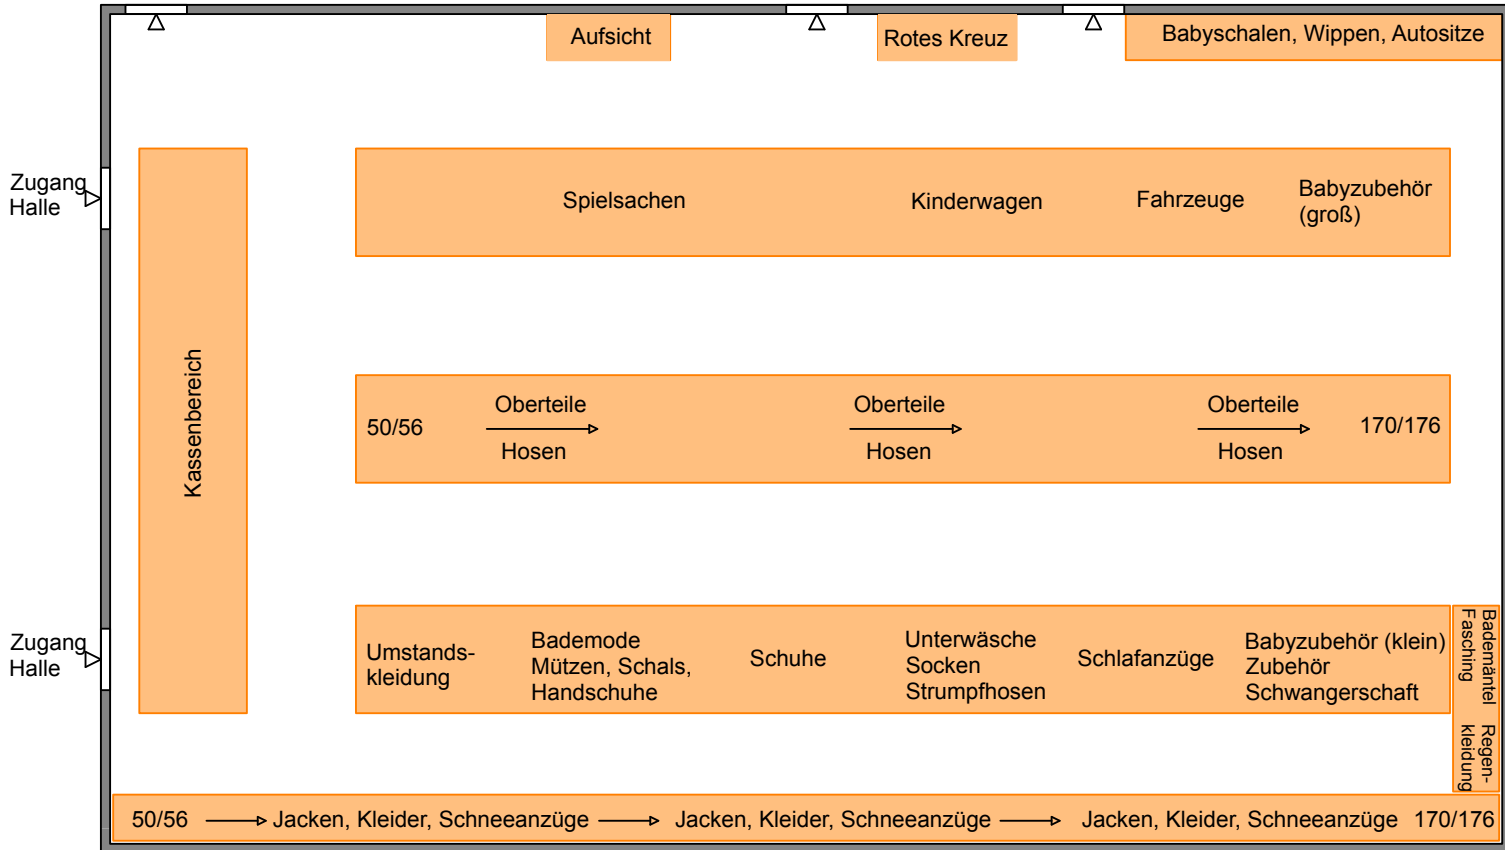 Aufsicht
Rotes Kreuz
Babyschalen, Wippen, Autositze
Zugang
Halle
Spielsachen
Kinderwagen
Fahrzeuge
Babyzubehör
(groß)
Kassenbereich
50/56
Oberteile
Hosen
Oberteile
Hosen
Oberteile
Hosen
170/176
Zugang
Halle
Umstands-
kleidung
Bademode
Mützen, Schals,
Handschuhe
Schuhe
Unterwäsche
Socken
Strumpfhosen
Schlafanzüge
Babyzubehör (klein)
Zubehör
Schwangerschaft
Bademäntel
Fasching
Regen-
kleidung
50/56
Jacken, Kleider, Schneeanzüge
Jacken, Kleider, Schneeanzüge
Jacken, Kleider, Schneeanzüge
170/176